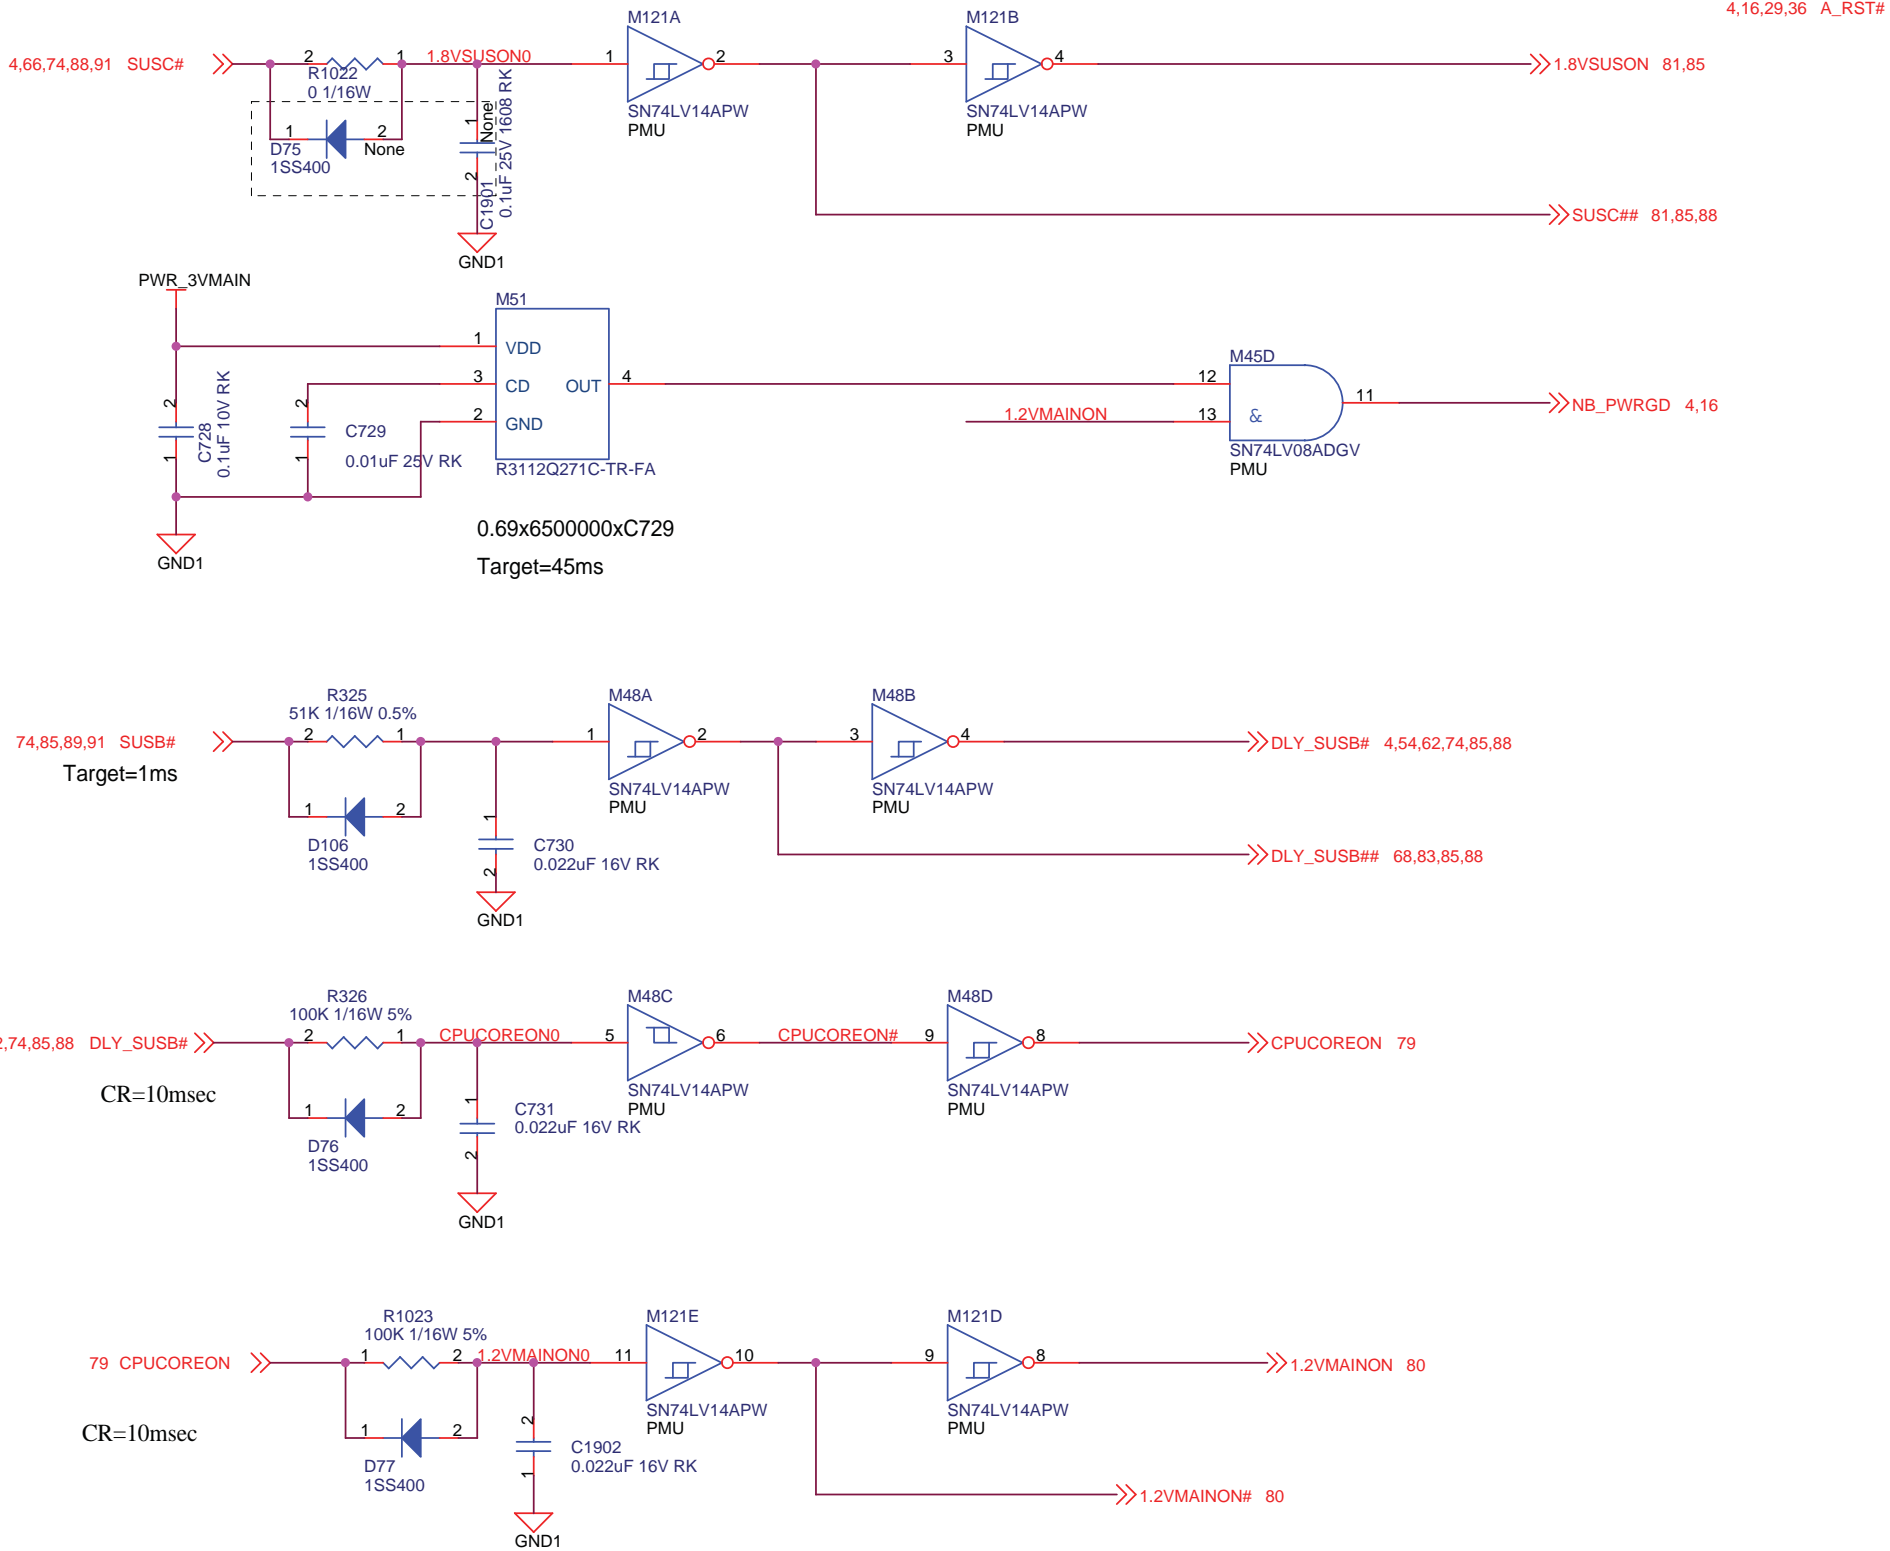 4,16,29,36 A_RST#
M121A
M121B
4,66,74,88,91 SUSC#
2
1
1.8VSUSON0
1
2
3
4
1.8VSUSON 81,85
R1022
0 1/16W
SN74LV14APW
PMU
SN74LV14APW
PMU
1
2
D75
None
1SS400
1
None
2
C1901
0.1uF 25V 1608 RK
GND1
SUSC## 81,85,88
PWR_3VMAIN
M51
1
VDD
3
CD
OUT
4
2
GND
R3112Q271C-TR-FA
2
1
C728
0.1uF 10V RK
2
1
C729
0.01uF 25V RK
GND1
0.69x6500000xC729
Target=45ms
M45D
12
1.2VMAINON
13
&
11
NB_PWRGD 4,16
SN74LV08ADGV
PMU
R325
51K 1/16W 0.5%
M48A
M48B
74,85,89,91 SUSB#
2
1
1
2
3
4
DLY_SUSB# 4,54,62,74,85,88
Target=1ms
SN74LV14APW
PMU
SN74LV14APW
PMU
1
2
D106
1SS400
1
2
C730
0.022uF 16V RK
GND1
DLY_SUSB## 68,83,85,88
R326
100K 1/16W 5%
M48C
M48D
2,74,85,88 DLY_SUSB#
2
1
CPUCOREON0
5
6
CPUCOREON#
9
8
CPUCOREON 79
CR=10msec
SN74LV14APW
PMU
SN74LV14APW
PMU
1
2
D76
1SS400
1
2
C731
0.022uF 16V RK
GND1
R1023
100K 1/16W 5%
M121E
M121D
79 CPUCOREON
1
2
1.2VMAINON0
11
10
9
8
1.2VMAINON 80
CR=10msec
SN74LV14APW
PMU
SN74LV14APW
PMU
1
2
D77
1SS400
2
1
C1902
0.022uF 16V RK
GND1
1.2VMAINON# 80